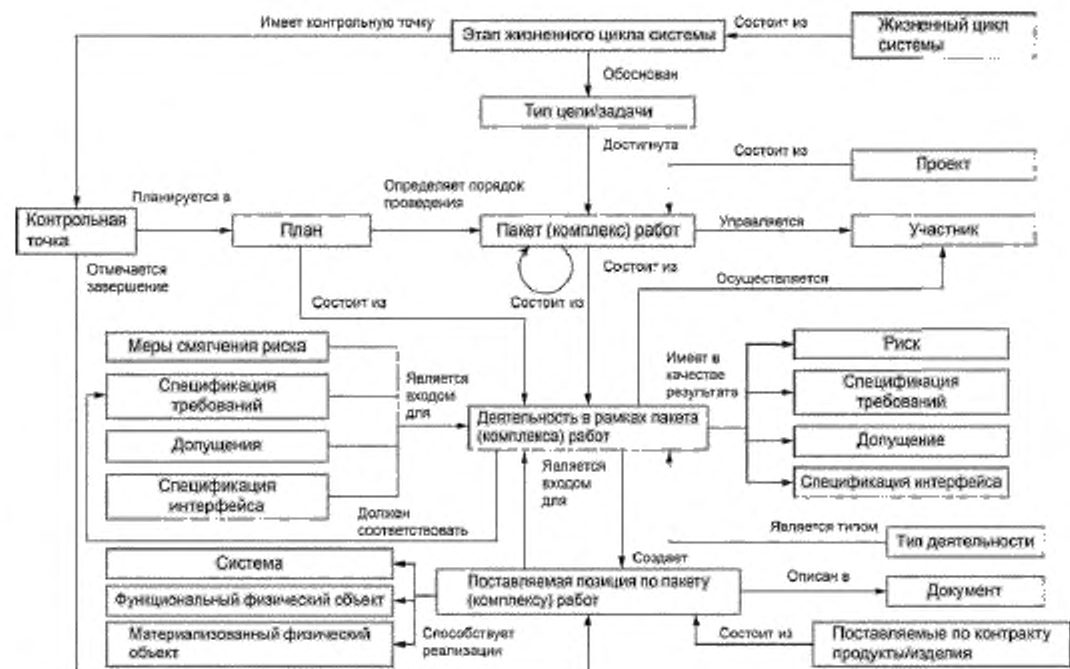 Имеет контрольную точку
Этап жизненного цикла системы
Состоит из
Жизненный цикл
системы
Обоснован
Тип цели/задачи
Достигнута
Состоит из
Проект
Планируется в
Определяет порядок
проведения
Контрольная
точка
План
Пакет (комплекс) работ
Управляется
Участник
Отмечается
завершение
Состоит из
Состоит из
Состоит из
Осуществляется
Меры смягчения риска
Спецификация
требований
Допущения
Спецификация
интерфейса
Является
входом
для
Деятельность в рамках пакета
(комплекса) работ
Имеет в
качестве
результата
Риск
Спецификация
требований
Допущение
Спецификация интерфейса
Является
входом
для
Должен
соответствовать
Является типом
Тип деятельности
Создает
Система
Функциональный физический объект
Материализованный физический
объект
Поставляемая позиция по пакету
(комплексу) работ
Способствует
реализации
Описан в
Документ
Состоит из
Поставляемые по контракту
продукты/изделия